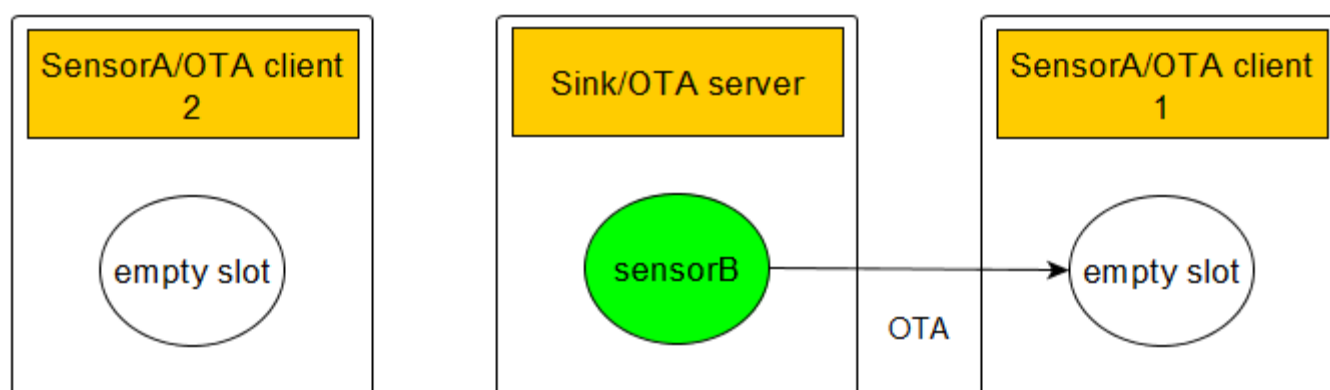 SensorA/OTA client
2
Sink/OTA server
SensorA/OTA client
1
empty slot
sensorB
empty slot
OTA